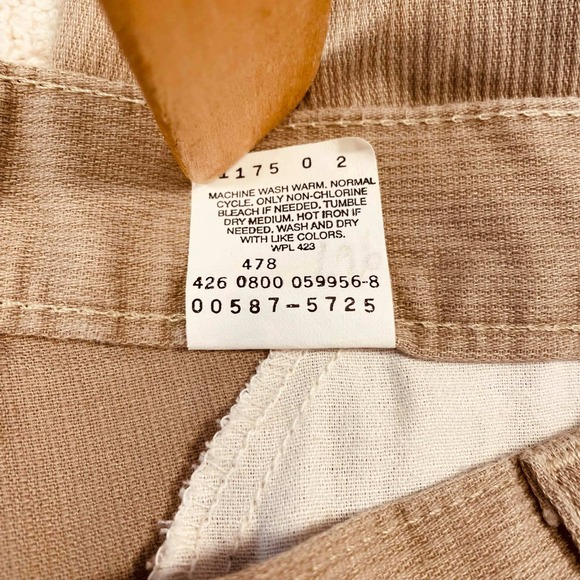 1175 0 2
MACHINE WASH WARM. NORMAL
CYCLE. ONLY NON-CHLORINE
BLEACH IF NEEDED. TUMBLE
DRY MEDIUM. HOT IRON IF
NEEDED. WASH AND DRY
WITH LIKE COLORS.
WPL 423
478
426 0800 059956-8
00587-5725